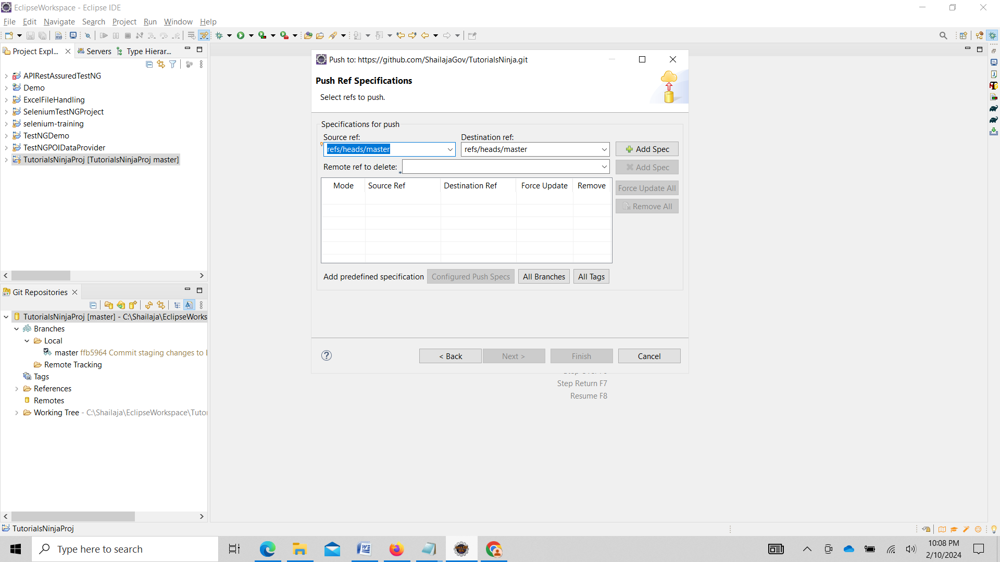 EclipseWorkspace - Eclipse IDE
File Edit Navigate Search Project Run Window Help
Project Expl... Servers Type Hierar...
APIRestAssuredTestNG
Demo
ExcelFileHandling
SeleniumTestNGProject
selenium-training
TestNGDemo
TestNGPOIDataProvider
TutorialsNinjaProj [TutorialsNinjaProj master]
Git Repositories
TutorialsNinjaProj [master] - C:\Shailaja\EclipseWorks
Branches
Local
master ffb5964 Commit staging changes to
Remote Tracking
Tags
References
Remotes
Working Tree - C:\Shailaja\EclipseWorkspace\Tutor
Push to: https://github.com/ShailajaGov/TutorialsNinja.git
Push Ref Specifications
Select refs to push.
Specifications for push
Source ref: Destination ref:
refs/heads/master refs/heads/master Add Spec
Remote ref to delete: Add Spec
Mode Source Ref Destination Ref Force Update Remove
Force Update All
Remove All
Add predefined specification Configured Push Specs All Branches All Tags
< Back Next > Finish Cancel
Step Return F7
Resume F8
TutorialsNinjaProj
Type here to search
10:08 PM
2/10/2024